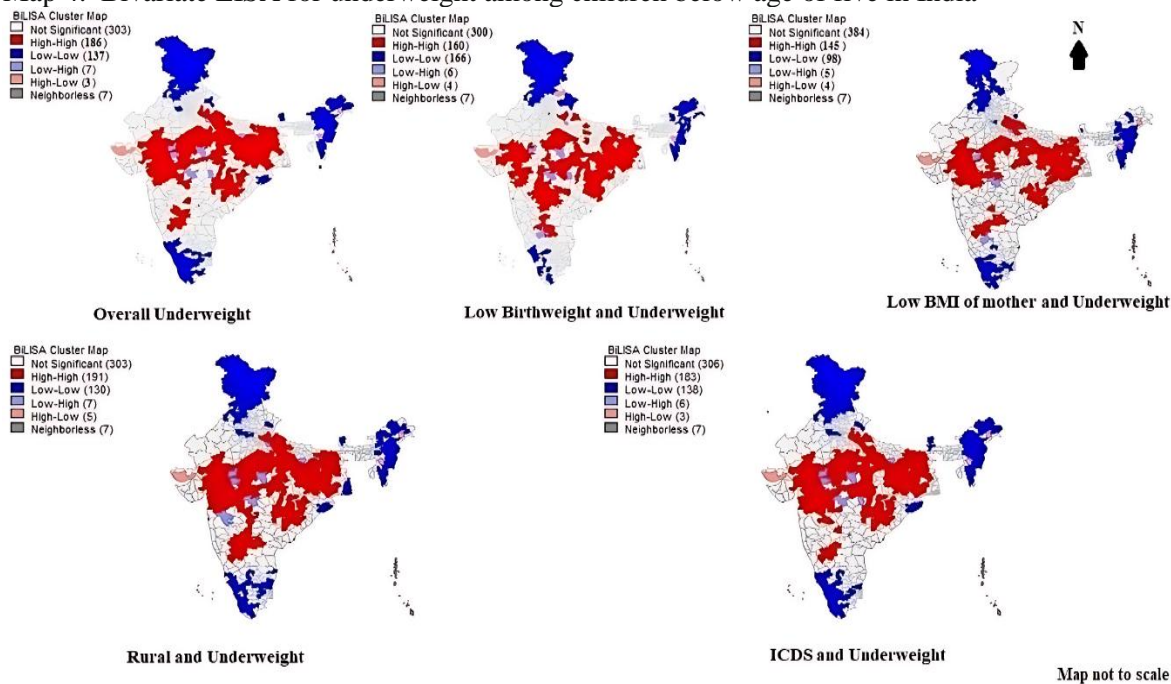 Map 4: Bivariate LISA for underweight among children below age of five in India
BiLISA Cluster Map
Not Significant (303)
High-High (186)
Low-Low (137)
Low-High (7)
High-Low (3)
Neighborless (7)
Overall Underweight
BiLISA Cluster Map
Not Significant (300)
High-High (160)
Low-Low (166)
Low-High (6)
High-Low (4)
Neighborless (7)
Low Birthweight and Underweight
BiLISA Cluster Map
Not Significant (384)
High-High (145)
Low-Low (98)
Low-High (5)
High-Low (4)
Neighborless (7)
N
Low BMI of mother and Underweight
BiLISA Cluster Map
Not Significant (303)
High-High (191)
Low-Low (130)
Low-High (7)
High-Low (5)
Neighborless (7)
Rural and Underweight
BiLISA Cluster Map
Not Significant (306)
High-High (183)
Low-Low (138)
Low-High (6)
High-Low (3)
Neighborless (7)
ICDS and Underweight
Map not to scale